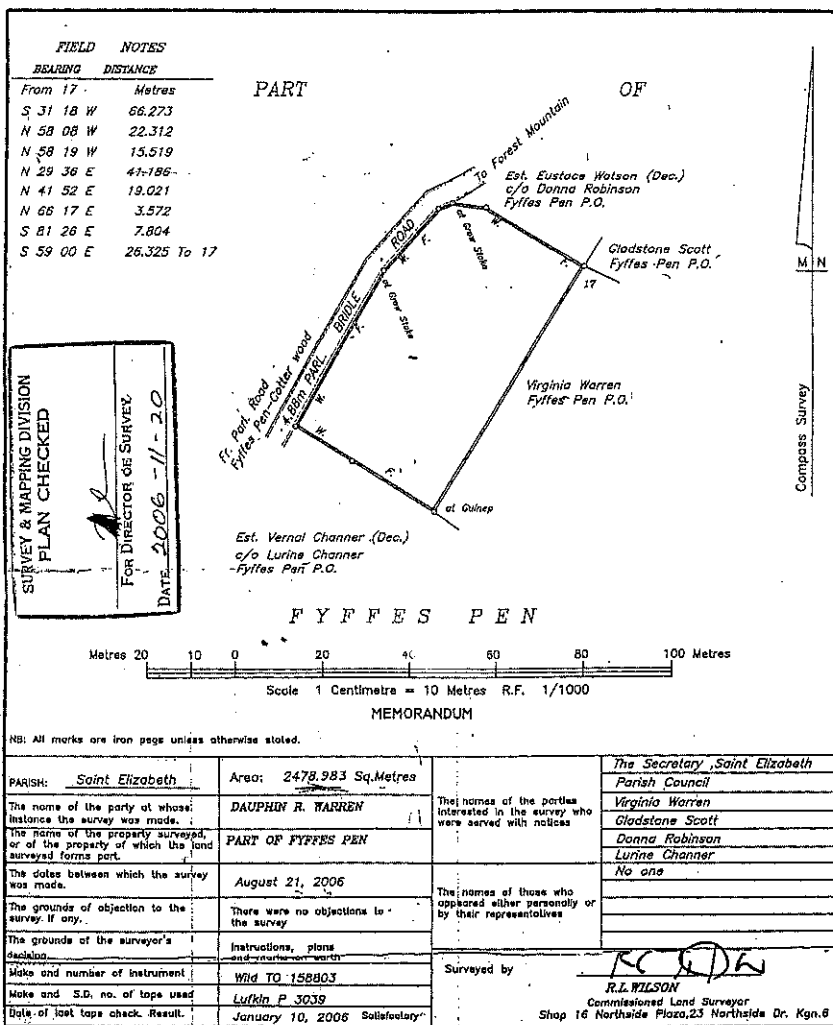 FIELD NOTES
BEARING DISTANCE
From 17 - Metres
S 31 18 W 66.273
N 58 08 W 22.312
N 58 19 W 15.519
N 29 36 E 41.186
N 41 52 E 19.021
N 66 17 E 3.572
S 81 26 E 7.804
S 59 00 E 26.325 To 17
PART OF
To Forest Mountain
Est. Eustace Watson (Dec.)
c/o Donna Robinson
Fyffes Pen P.O.
Gladstone Scott
Fyffes Pen P.O.
M N
17
Compass Survey
at Grow Stake
at Grow Stake
W. F.
W. F.
W. F.
W. F.
4.88m PARL. BRIDLE ROAD
Fr. Parl. Road
Fyffes Pen-Cotter wood
Virginia Warren
Fyffes Pen P.O.
at Guinep
Est. Vernal Channer (Dec.)
c/o Lurine Channer
Fyffes Pen P.O.
SURVEY & MAPPING DIVISION
PLAN CHECKED
FOR DIRECTOR OF SURVEY
DATE 2006-11-20
FYFFES PEN
Metres 20 10 0 20 40 60 80 100 Metres
Scale 1 Centimetre = 10 Metres R.F. 1/1000
MEMORANDUM
NB: All marks are iron pegs unless otherwise stated.
PARISH: Saint Elizabeth
Area: 2478.983 Sq.Metres
The name of the party at whose instance the survey was made.
DAUPHIN R. WARREN
The name of the property surveyed, or of the property of which the land surveyed forms part.
PART OF FYFFES PEN
The dates between which the survey was made.
August 21, 2006
The grounds of objection to the survey. If any.
There were no objections to the survey
The grounds of the surveyor's decision.
Instructions, plans and marks on earth
Make and number of instrument
Wild TO 158803
Make and S.D. no. of tape used
Lufkin P 3039
Date of last tape check. Result.
January 10, 2006 Satisfactory
The names of the parties interested in the survey who were served with notices
The Secretary ,Saint Elizabeth
Parish Council
Virginia Warren
Gladstone Scott
Donna Robinson
Lurine Channer
The names of those who appeared either personally or by their representatives
No one
Surveyed by
R.L.WILSON
Commissioned Land Surveyor
Shop 16 Northside Plaza,23 Northside Dr. Kgn.6